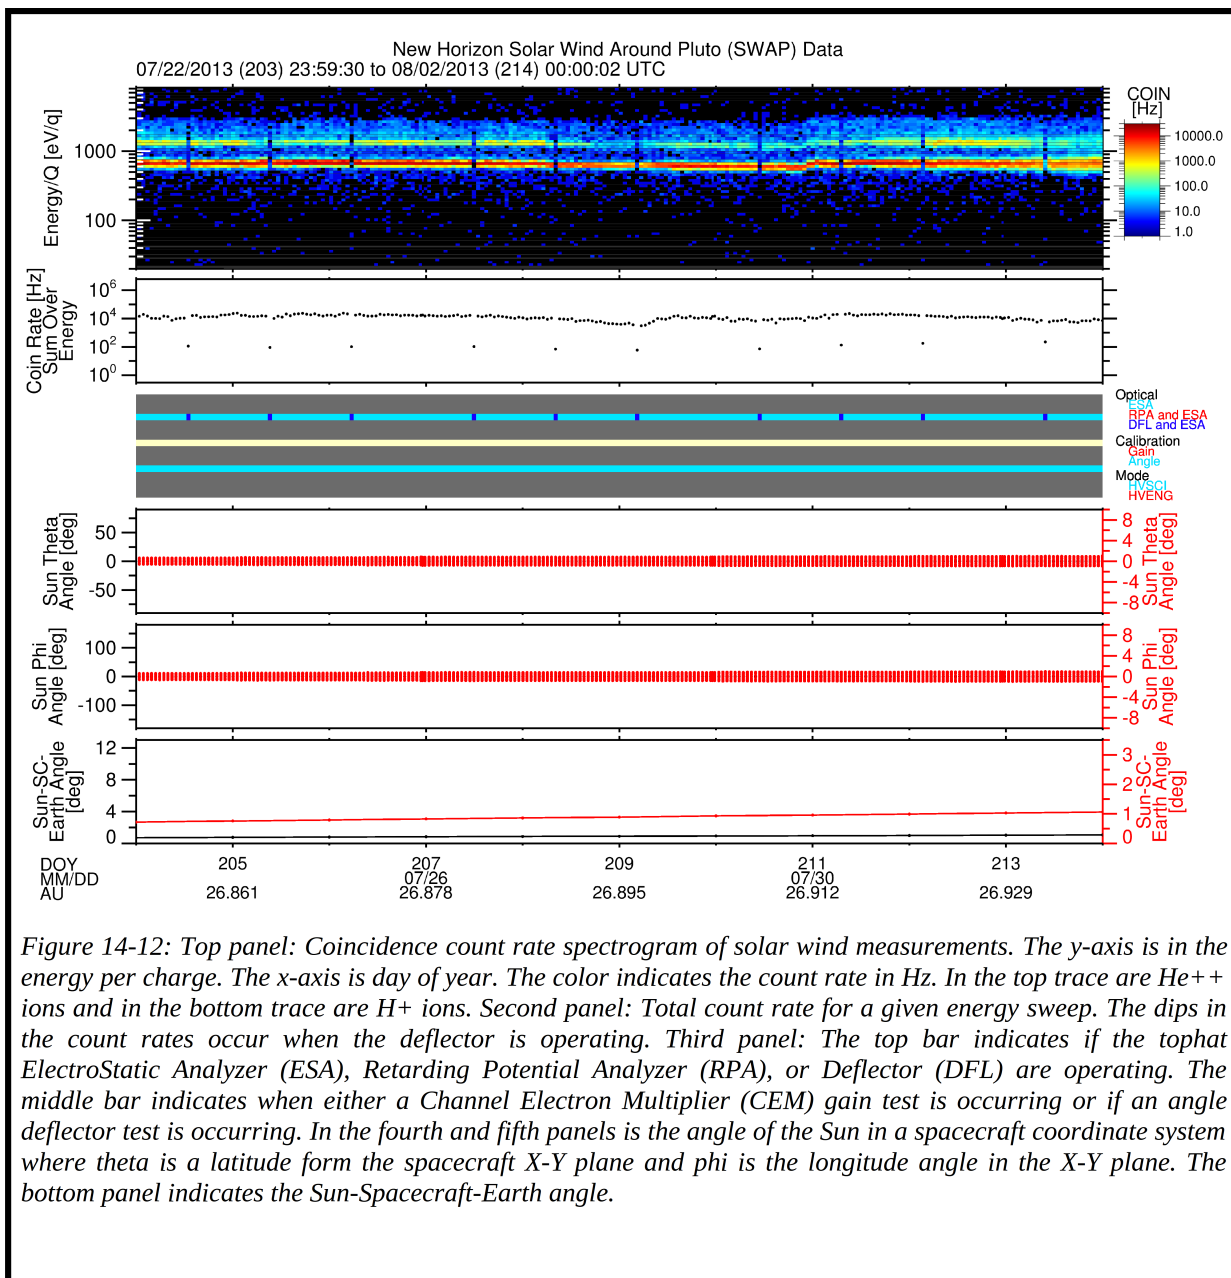 New Horizon Solar Wind Around Pluto (SWAP) Data
07/22/2013 (203) 23:59:30 to 08/02/2013 (214) 00:00:02 UTC
Energy/Q [eV/q]
1000
100
COIN
[Hz]
10000.0
1000.0
100.0
10.0
1.0
Coin Rate [Hz]
Sum Over
Energy
10⁶
10⁴
10²
10⁰
Optical
ESA
RPA and ESA
DFL and ESA
Calibration
Gain
Angle
Mode
HVSCI
HVENG
Sun Theta
Angle [deg]
50
0
-50
8
4
0
-4
-8
Sun Theta
Angle [deg]
Sun Phi
Angle [deg]
100
0
-100
8
4
0
-4
-8
Sun Phi
Angle [deg]
Sun-SC-
Earth Angle
[deg]
12
8
4
0
3
2
1
0
Sun-SC-
Earth Angle
[deg]
DOY 205 207 209 211 213
MM/DD 07/26 07/30
AU 26.861 26.878 26.895 26.912 26.929
Figure 14-12: Top panel: Coincidence count rate spectrogram of solar wind measurements. The y-axis is in the
energy per charge. The x-axis is day of year. The color indicates the count rate in Hz. In the top trace are He++
ions and in the bottom trace are H+ ions. Second panel: Total count rate for a given energy sweep. The dips in
the count rates occur when the deflector is operating. Third panel: The top bar indicates if the tophat
ElectroStatic Analyzer (ESA), Retarding Potential Analyzer (RPA), or Deflector (DFL) are operating. The
middle bar indicates when either a Channel Electron Multiplier (CEM) gain test is occurring or if an angle
deflector test is occurring. In the fourth and fifth panels is the angle of the Sun in a spacecraft coordinate system
where theta is a latitude form the spacecraft X-Y plane and phi is the longitude angle in the X-Y plane. The
bottom panel indicates the Sun-Spacecraft-Earth angle.